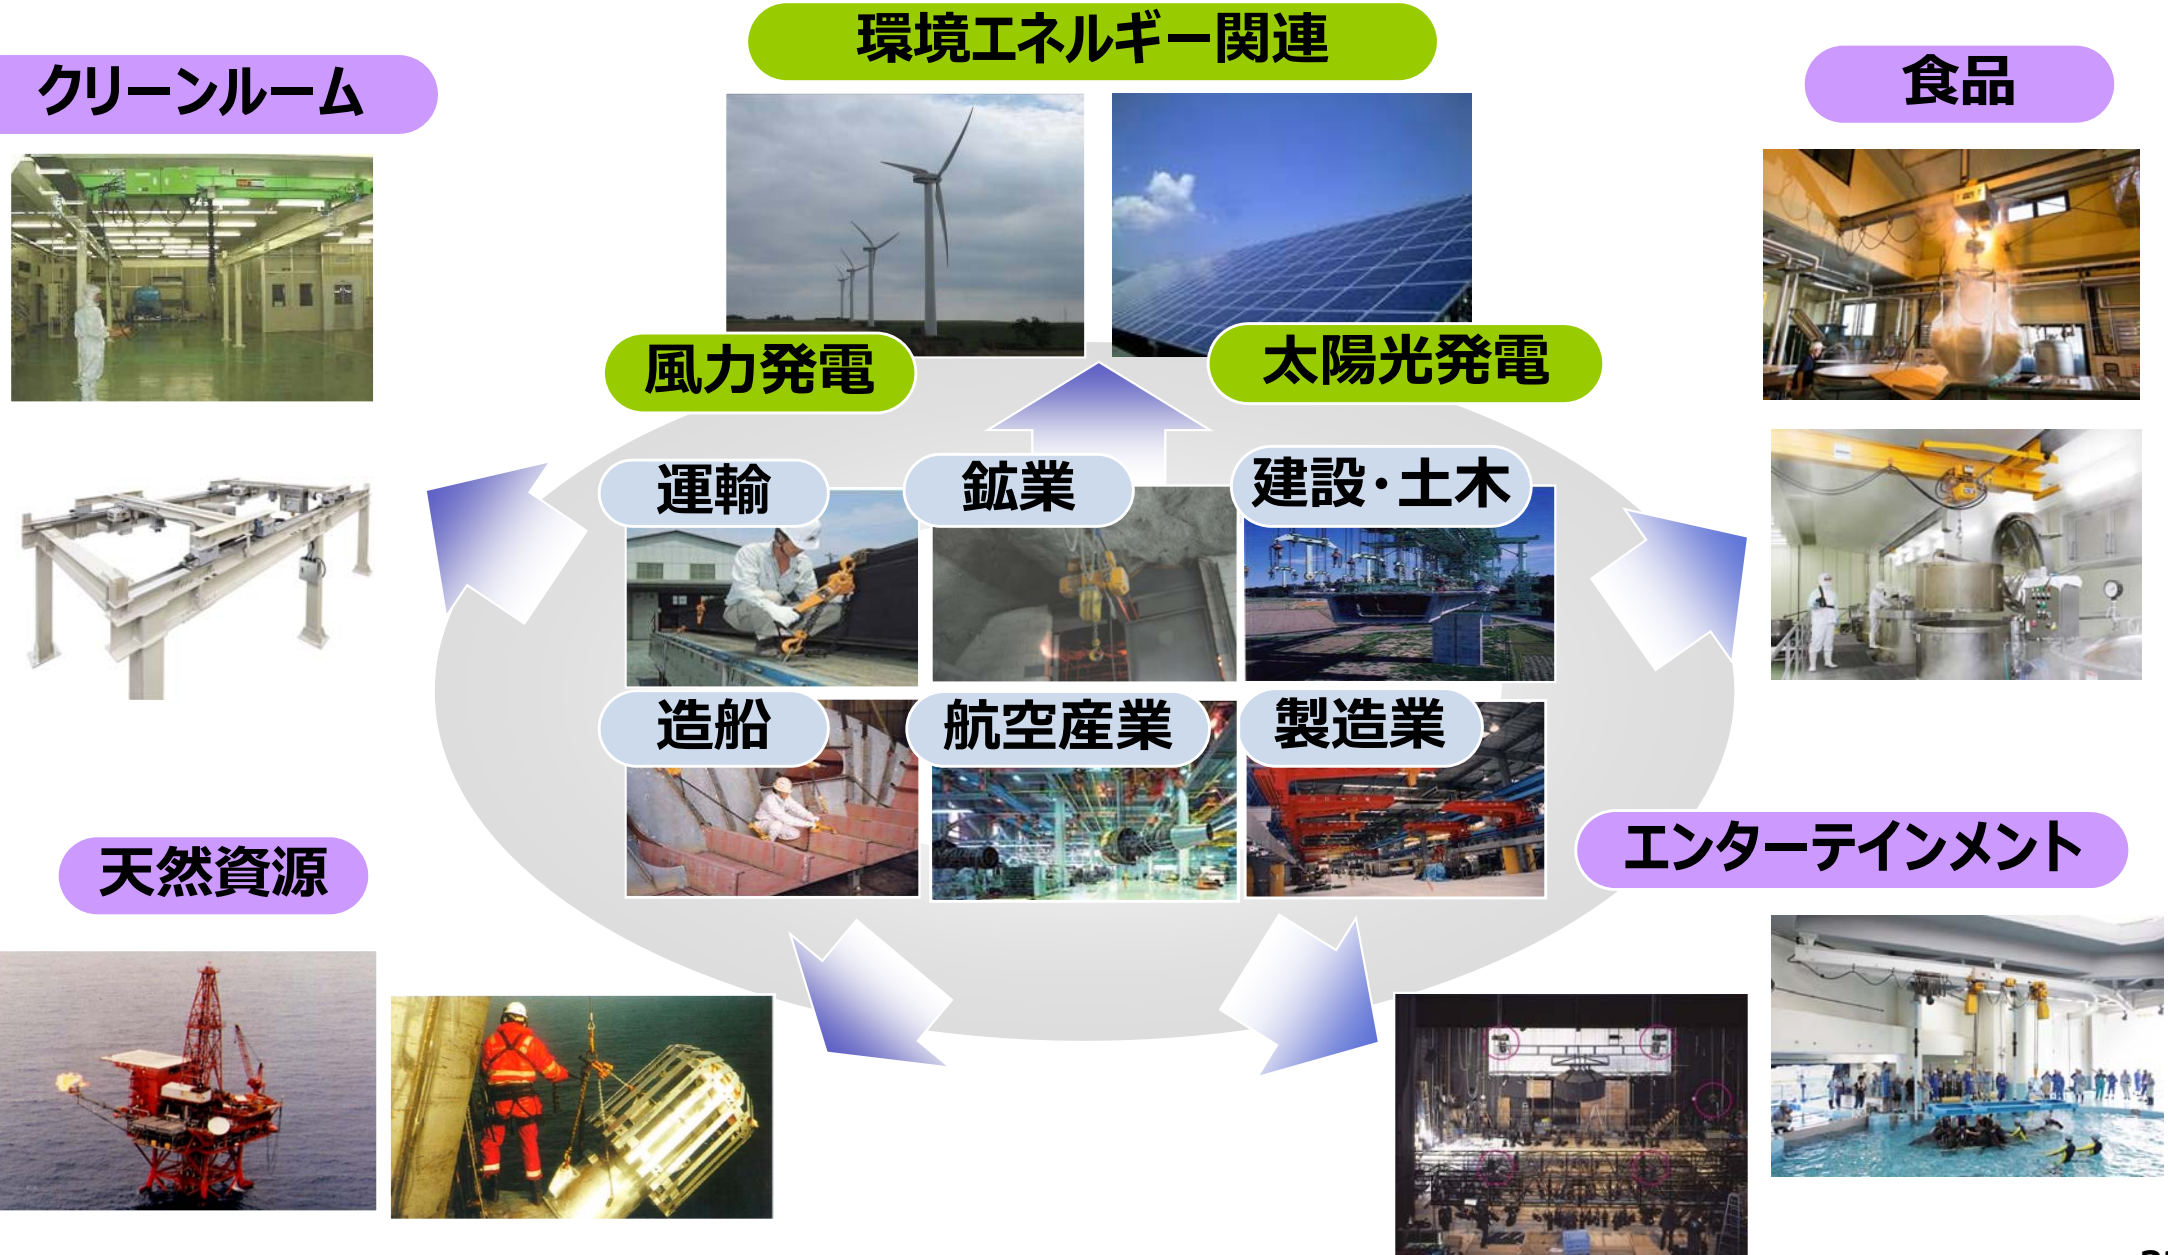 環境エネルギー関連
クリーンルーム
食品
風力発電
太陽光発電
運輸
鉱業
建設・土木
造船
航空産業
製造業
天然資源
エンターテインメント